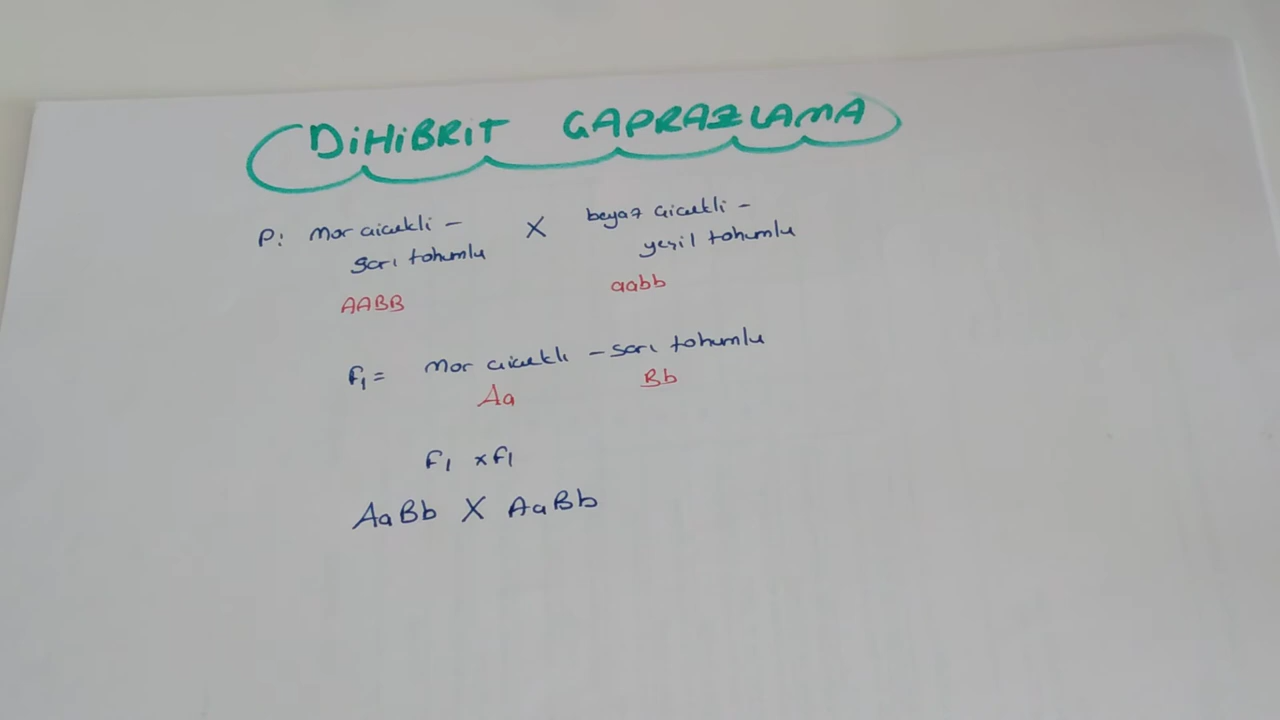 DiHiBRiT ÇAPRAZLAMA
P: Mor çiçekli - X beyaz çiçekli -
sarı tohumlu yeşil tohumlu
AABB aabb
F1 = Mor çiçekli - sarı tohumlu
Aa Bb
F1 x F1
AaBb X AaBb